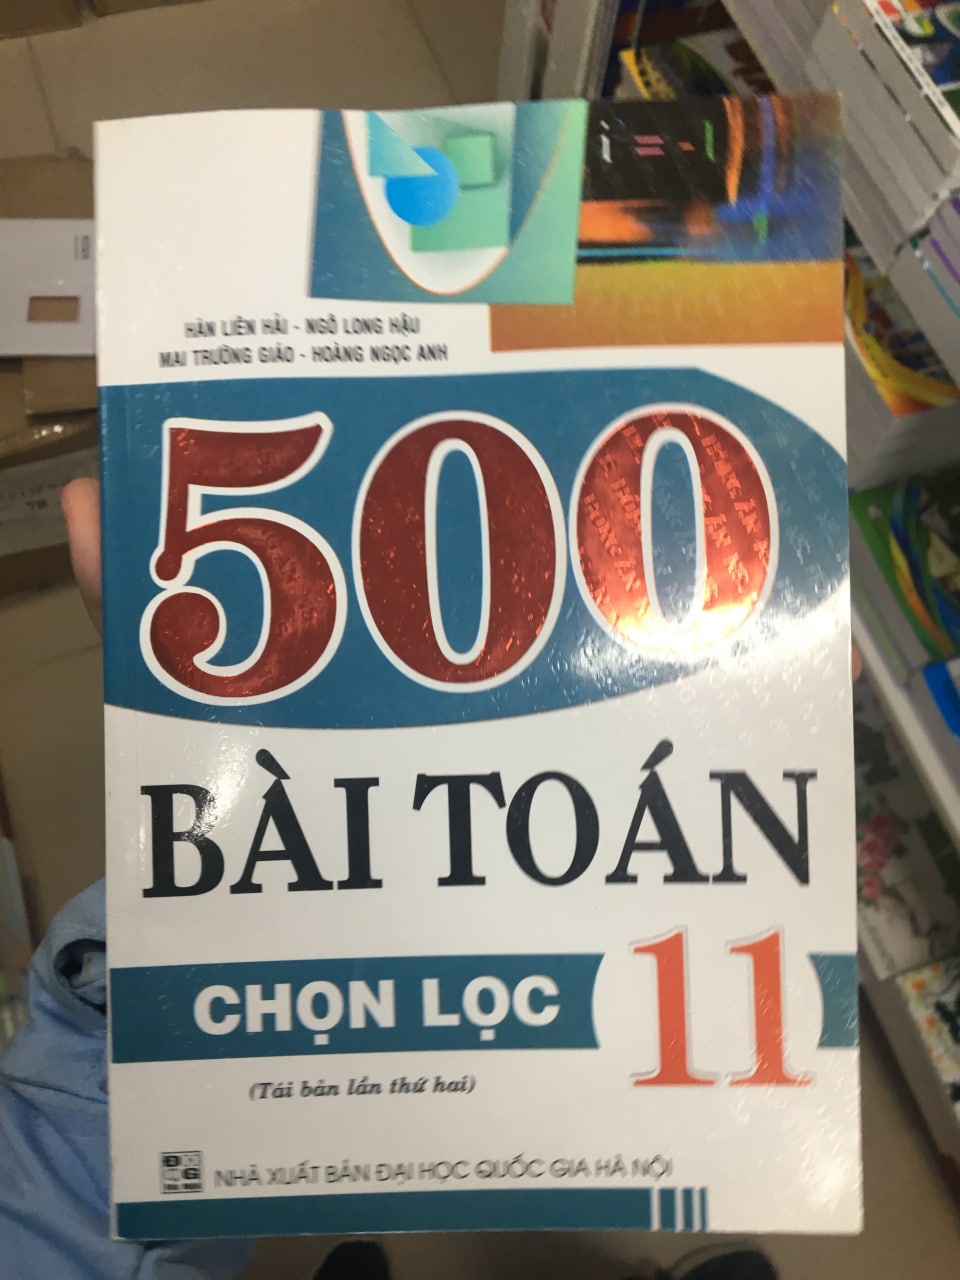 HÀN LIÊN HẢI - NGÔ LONG HẬU
MAI TRƯỜNG GIÁO - HOÀNG NGỌC ANH
500
BÀI TOÁN
CHỌN LỌC 11
(Tái bản lần thứ hai)
NHÀ XUẤT BẢN ĐẠI HỌC QUỐC GIA HÀ NỘI